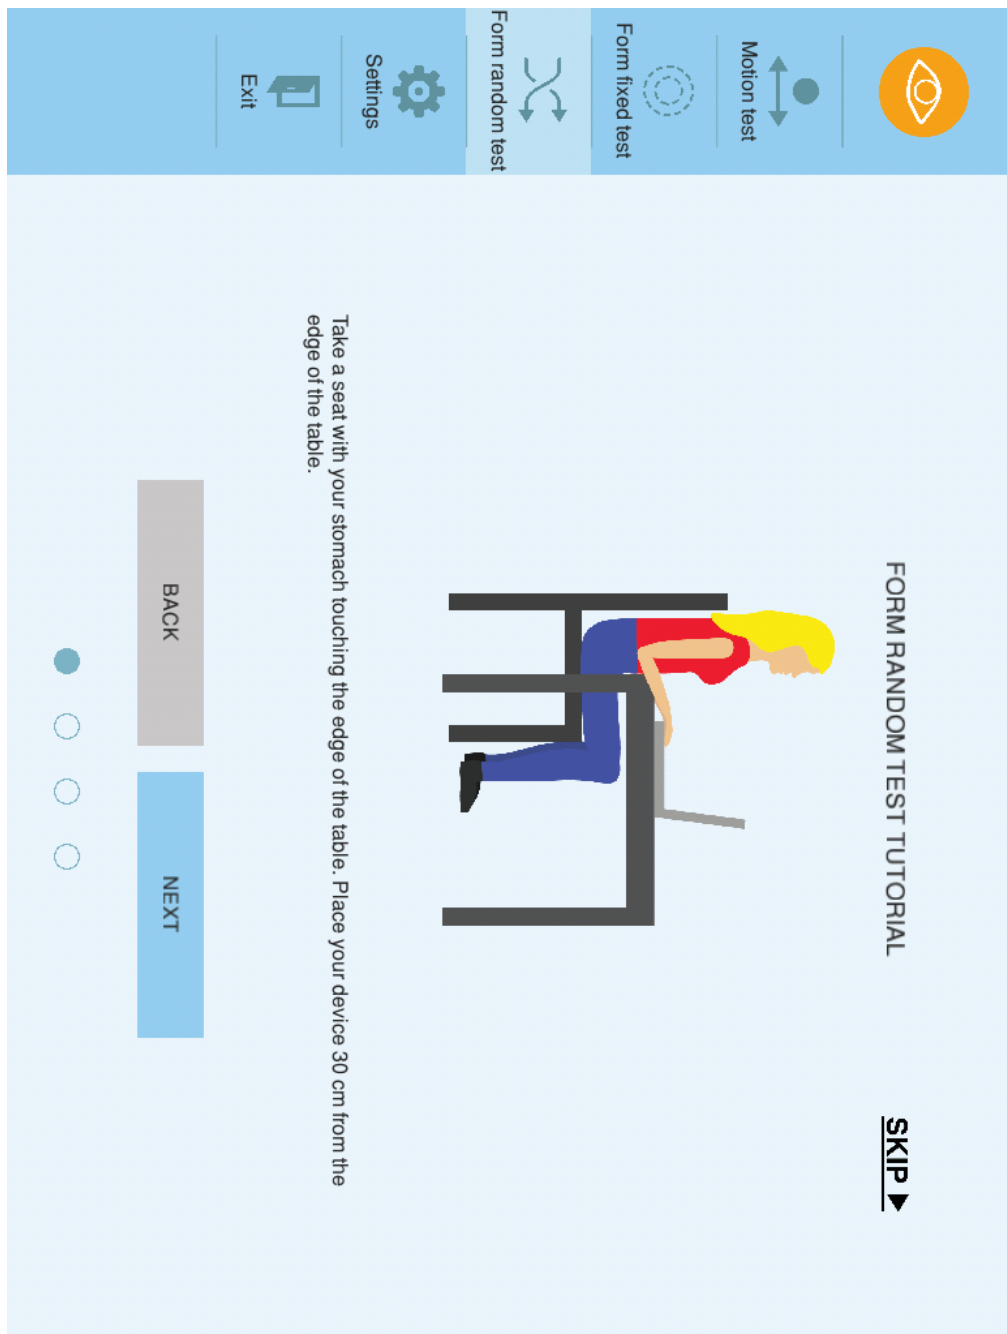 Motion test
Form fixed test
Form random test
Settings
Exit
FORM RANDOM TEST TUTORIAL
SKIP
Take a seat with your stomach touching the edge of the table. Place your device 30 cm from the
edge of the table.
BACK
NEXT